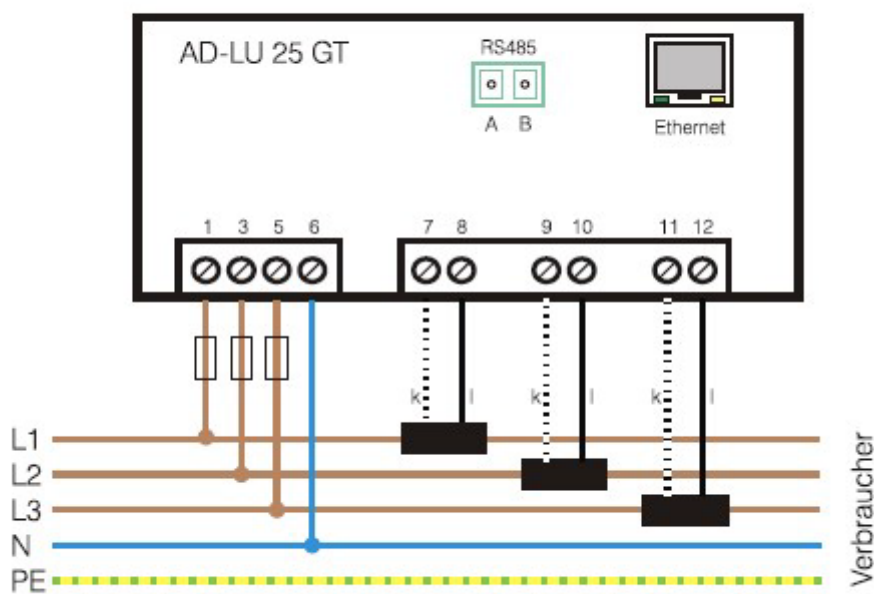 AD-LU 25 GT
RS485
A B
Ethernet
1 3 5 6 7 8 9 10 11 12
k l k l k l
L1
L2
L3
N
PE
Verbraucher